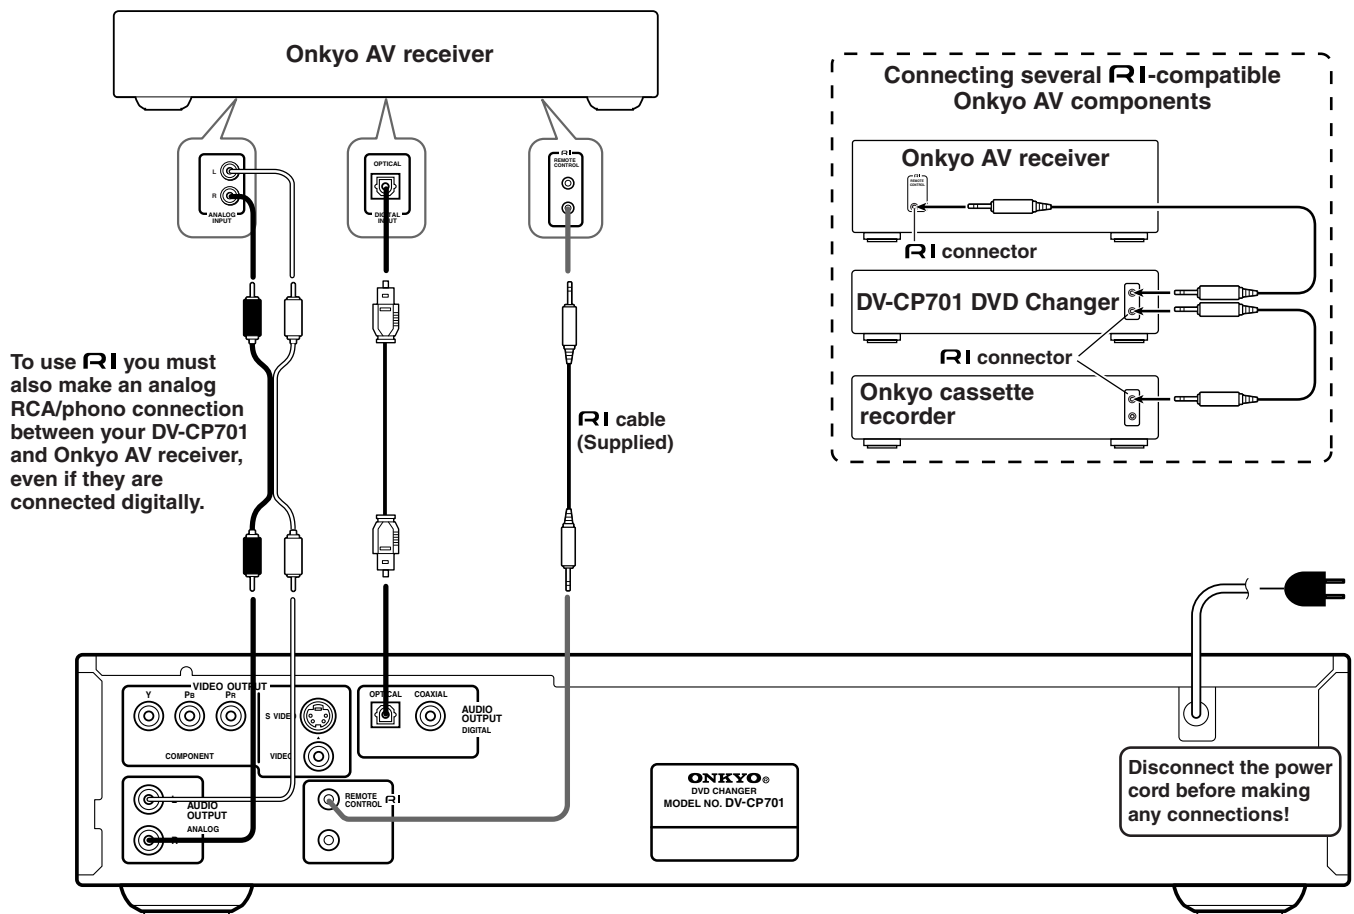 Onkyo AV receiver
L
R
ANALOG
INPUT
OPTICAL
DIGITAL
INPUT
RI
REMOTE
CONTROL
To use RI you must
also make an analog
RCA/phono connection
between your DV-CP701
and Onkyo AV receiver,
even if they are
connected digitally.
RI cable
(Supplied)
Connecting several RI-compatible
Onkyo AV components
Onkyo AV receiver
RI
REMOTE
CONTROL
RI connector
DV-CP701 DVD Changer
RI connector
Onkyo cassette
recorder
VIDEO OUTPUT
Y PB PR
COMPONENT
S VIDEO
VIDEO
OPTICAL COAXIAL
AUDIO
OUTPUT
DIGITAL
L
AUDIO
OUTPUT
ANALOG
R
REMOTE
CONTROL RI
ONKYO®
DVD CHANGER
MODEL NO. DV-CP701
Disconnect the power
cord before making
any connections!